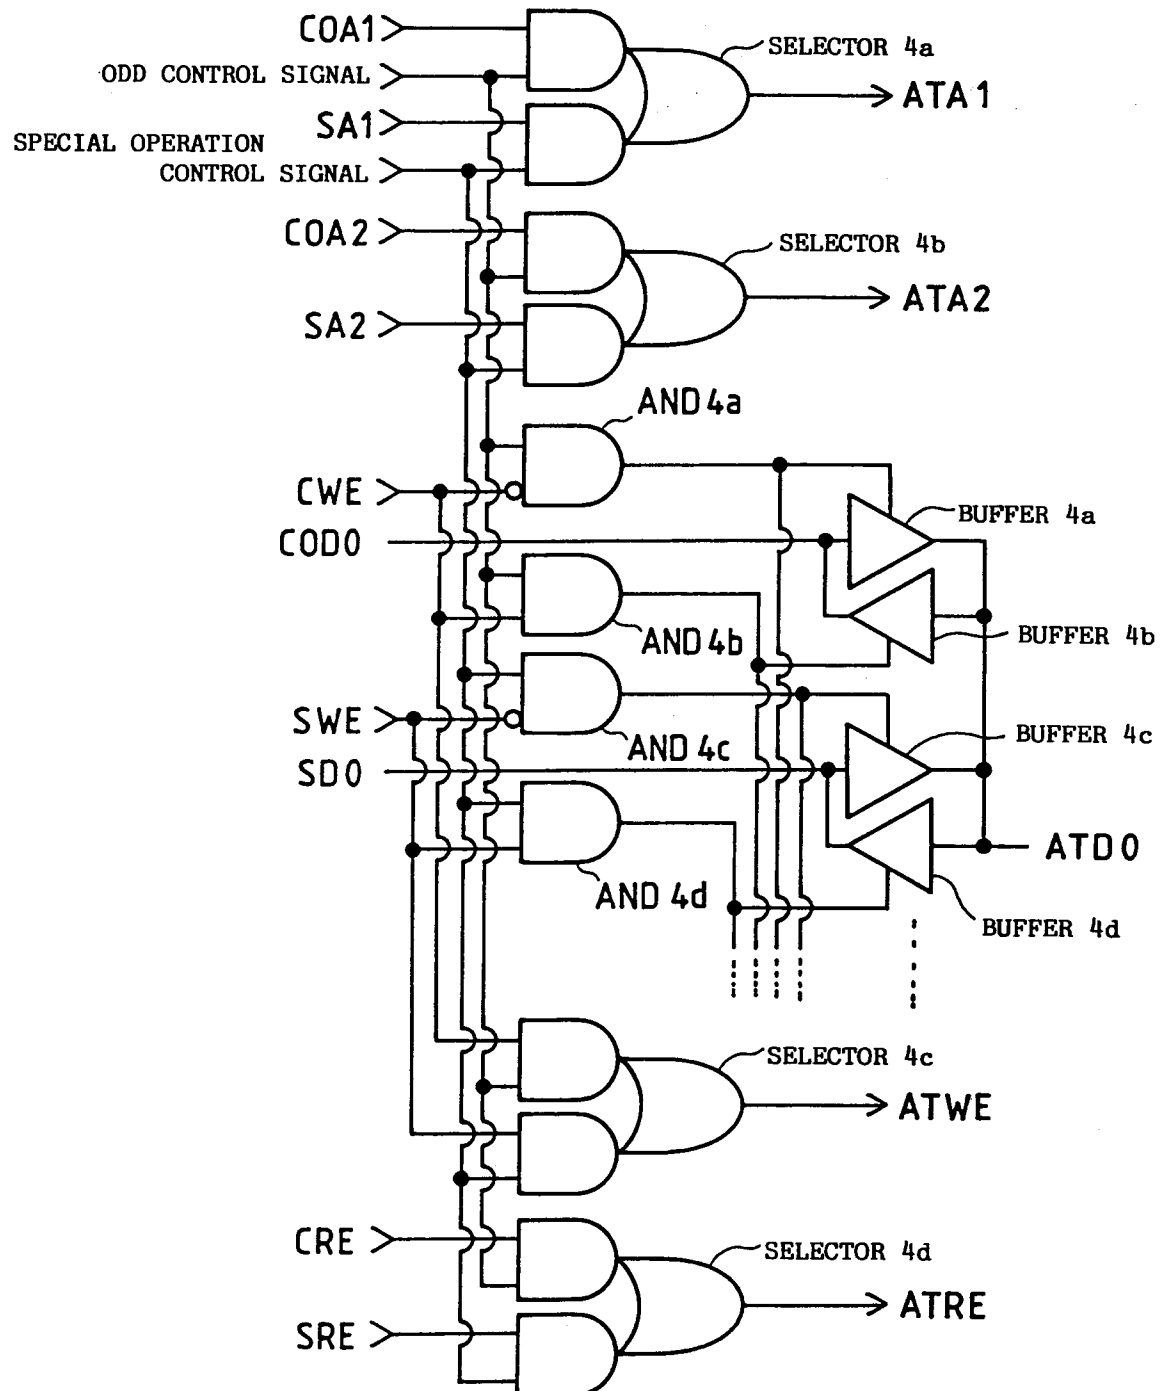 COA1
SELECTOR 4a
ODD CONTROL SIGNAL
ATA1
SA1
SPECIAL OPERATION
CONTROL SIGNAL
COA2
SELECTOR 4b
ATA2
SA2
AND 4a
CWE
BUFFER 4a
COD0
BUFFER 4b
AND 4b
SWE
BUFFER 4c
AND 4c
SD0
ATD0
AND 4d
BUFFER 4d
SELECTOR 4c
ATWE
CRE
SELECTOR 4d
ATRE
SRE